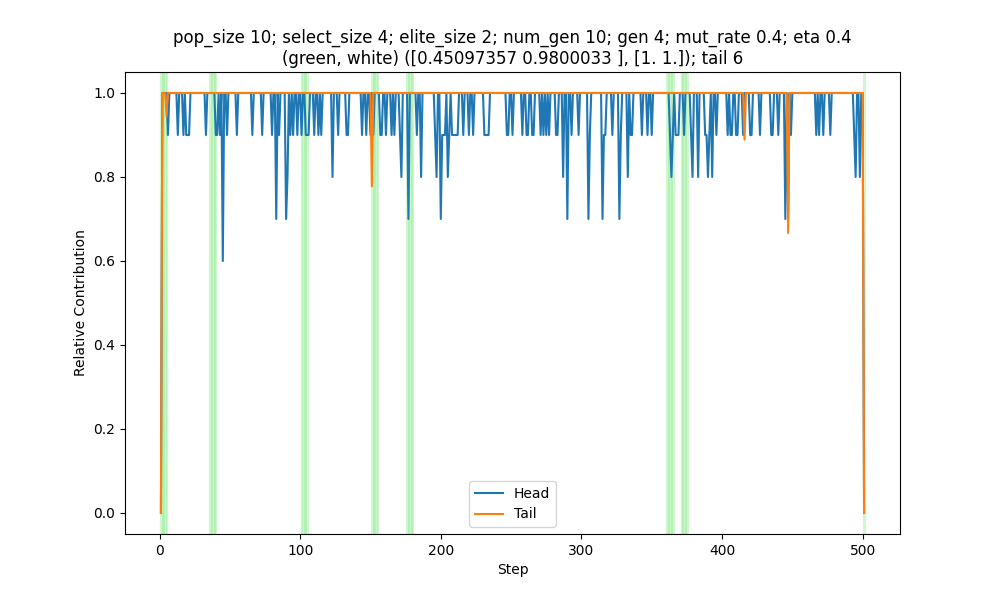 pop_size 10; select_size 4; elite_size 2; num_gen 10; gen 4; mut_rate 0.4; eta 0.4
(green, white) ([0.45097357 0.9800033 ], [1. 1.]); tail 6
1.0
0.8
0.6
0.4
0.2
0.0
Relative Contribution
Head
Tail
0
100
200
300
400
500
Step